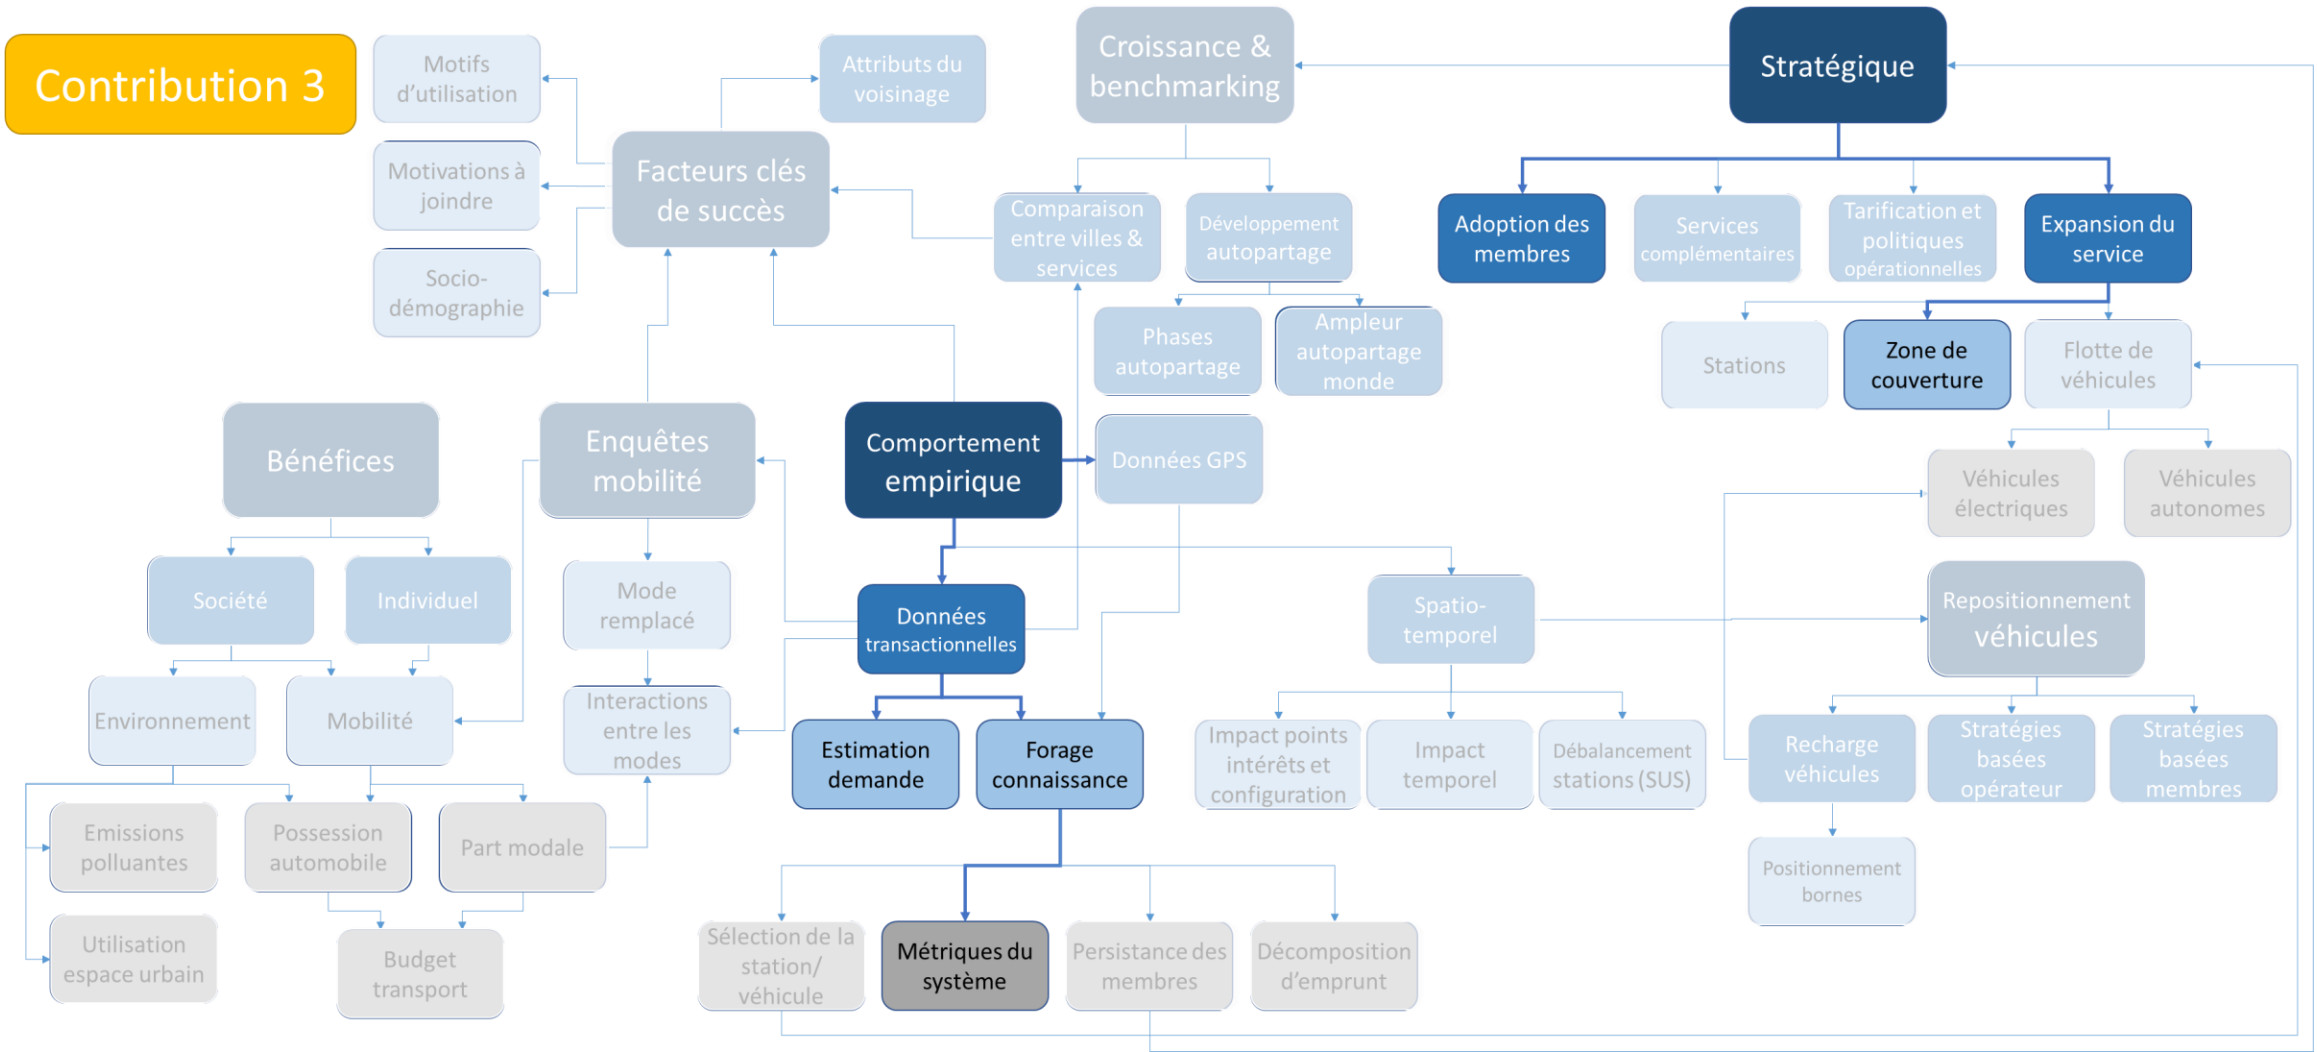 Contribution 3
Motifs
d'utilisation
Attributs du
voisinage
Croissance &
benchmarking
Stratégique
Motivations à
joindre
Facteurs clés
de succès
Socio-
démographie
Comparaison
entre villes &
services
Développement
autopartage
Adoption des
membres
Services
complémentaires
Tarification et
politiques
opérationnelles
Expansion du
service
Phases
autopartage
Ampleur
autopartage
monde
Stations
Zone de
couverture
Flotte de
véhicules
Bénéfices
Enquêtes
mobilité
Comportement
empirique
Données GPS
Véhicules
électriques
Véhicules
autonomes
Société
Individuel
Mode
remplacé
Données
transactionnelles
Spatio-
temporel
Repositionnement
véhicules
Environnement
Mobilité
Interactions
entre les
modes
Estimation
demande
Forage
connaissance
Impact points
intérêts et
configuration
Impact
temporel
Débalancement
stations (SUS)
Recharge
véhicules
Stratégies
basées
opérateur
Stratégies
basées
membres
Emissions
polluantes
Possession
automobile
Part modale
Positionnement
bornes
Utilisation
espace urbain
Budget
transport
Sélection de la
station/
véhicule
Métriques du
système
Persistance des
membres
Décomposition
d'emprunt